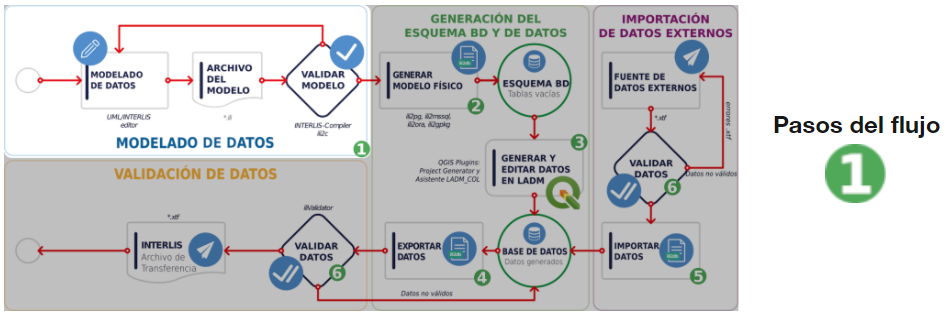 MODELADO
DE DATOS
UML/INTERLIS
editor
ARCHIVO
DEL
MODELO
*.ili
VALIDAR
MODELO
INTERLIS-Compiler
ili2c
MODELADO DE DATOS
1
GENERACIÓN DEL
ESQUEMA BD Y DE DATOS
GENERAR
MODELO FÍSICO
2
ili2pg, ili2mssql,
ili2ora, ili2gpkg
ESQUEMA BD
Tablas vacías
3
QGIS Plugins:
Project Generator y
Asistente LADM_COL
GENERAR Y
EDITAR DATOS
EN LADM
BASE DE DATOS
Datos generados
EXPORTAR
DATOS
4
IMPORTACIÓN
DE DATOS EXTERNOS
FUENTE DE
DATOS EXTERNOS
*.xtf
errores .xtf
VALIDAR
DATOS
6
Datos no válidos
IMPORTAR
DATOS
5
VALIDACIÓN DE DATOS
*.xtf
INTERLIS
Archivo de
Transferencia
iliValidator
VALIDAR
DATOS
6
Datos no válidos
Pasos del flujo
1